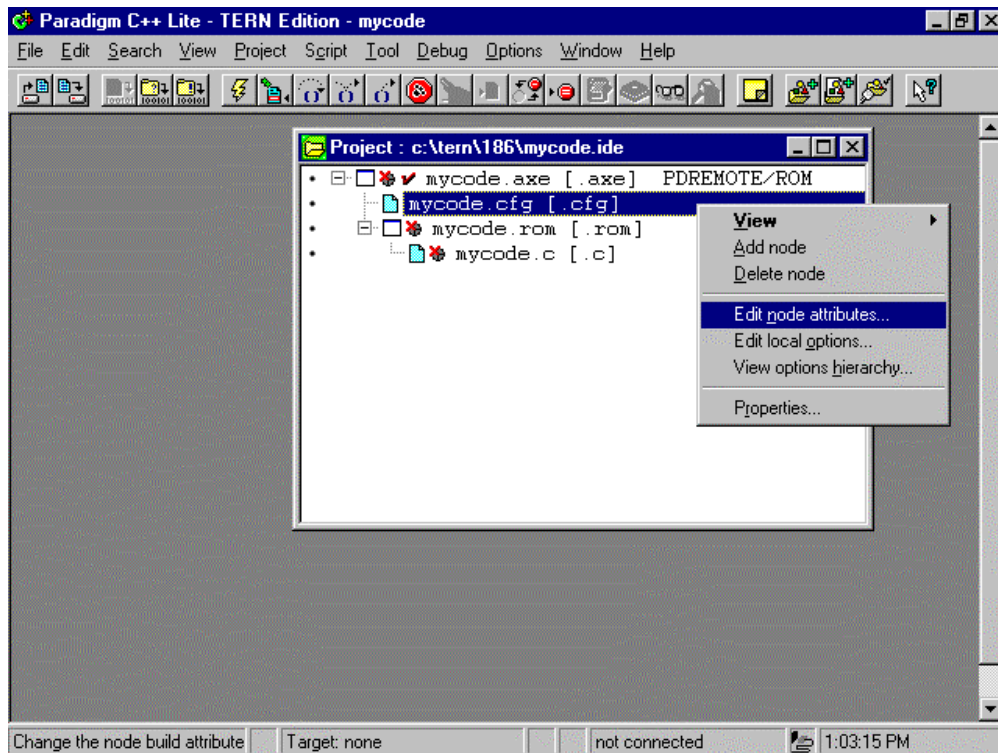 Paradigm C++ Lite - TERN Edition - mycode
File Edit Search View Project Script Tool Debug Options Window Help
Project : c:\tern\186\mycode.ide
mycode.axe [.axe] PDREMOTE/ROM
mycode.cfg [.cfg]
mycode.rom [.rom]
mycode.c [.c]
View
Add node
Delete node
Edit node attributes...
Edit local options...
View options hierarchy...
Properties...
Change the node build attribute Target: none not connected 1:03:15 PM